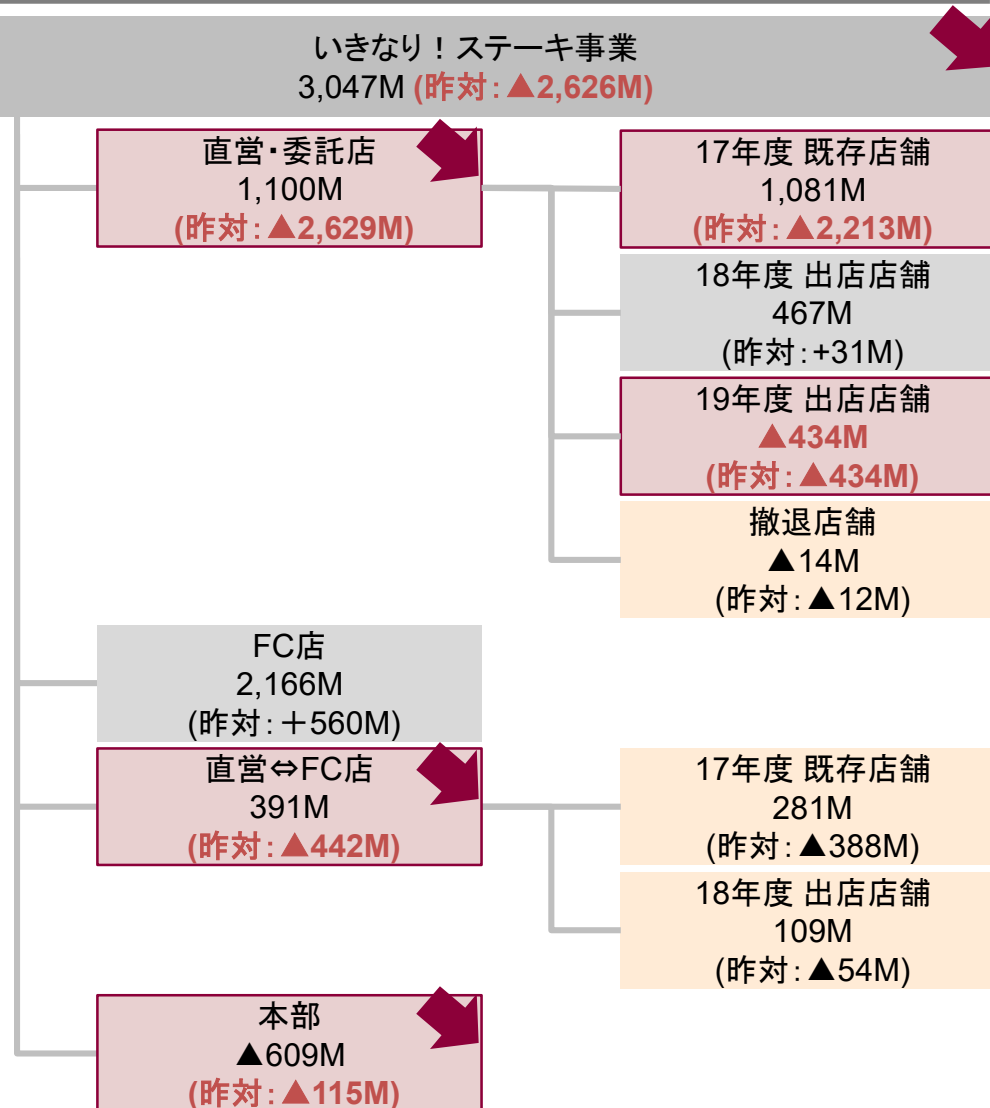 いきなり！ステーキ事業
3,047M (昨対：▲2,626M)
直営・委託店
1,100M
(昨対：▲2,629M)
17年度 既存店舗
1,081M
(昨対：▲2,213M)
18年度 出店店舗
467M
(昨対：+31M)
19年度 出店店舗
▲434M
(昨対：▲434M)
撤退店舗
▲14M
(昨対：▲12M)
FC店
2,166M
(昨対：＋560M)
直営⇔FC店
391M
(昨対：▲442M)
17年度 既存店舗
281M
(昨対：▲388M)
18年度 出店店舗
109M
(昨対：▲54M)
本部
▲609M
(昨対：▲115M)